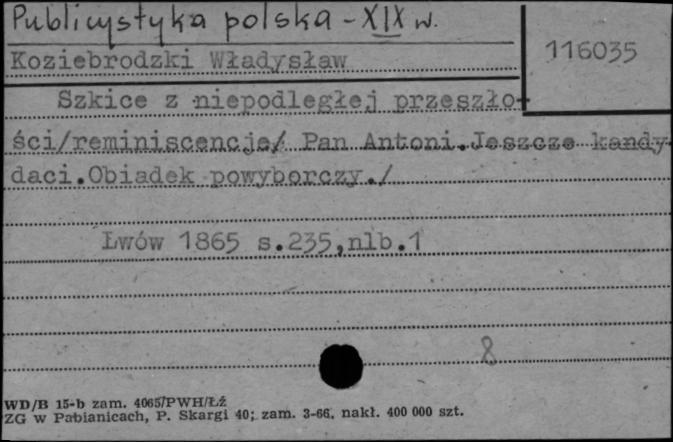 Publicystyka polska - XIX w.
Koziebrodzki Władysław
116035
Szkice z niepodległej przeszło-
ści/reminiscencje/ Pan Antoni.Jeszcze kandy-
daci.Obiadek powyborczy./
Lwów 1865 s.235,nlb.1
8
WD/B 15-b zam. 4065/PWH/Łź
ZG w Pabianicach, P. Skargi 40; zam. 3-66, nakł. 400 000 szt.